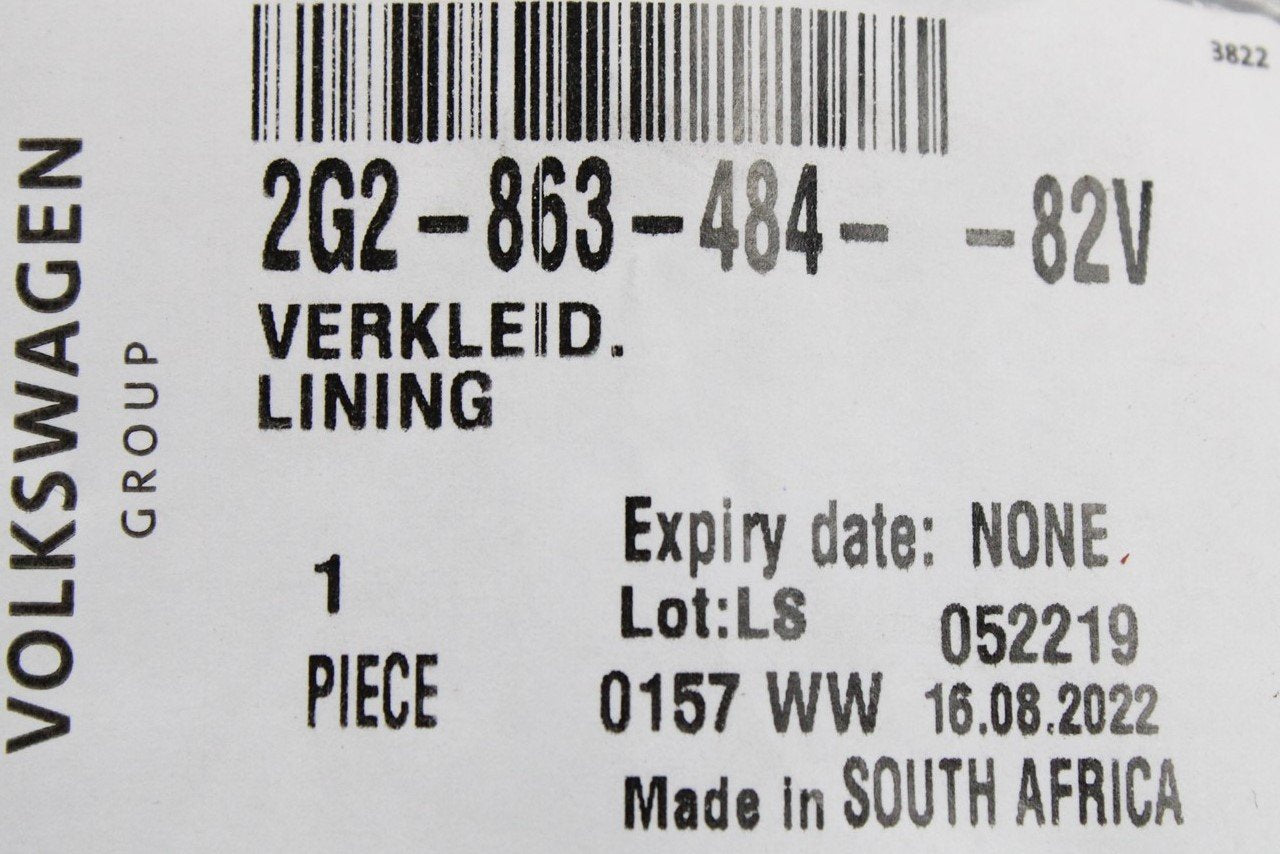 3822
2G2-863-484- -82V
VERKLEID.
LINING
VOLKSWAGEN
GROUP
1
PIECE
Expiry date: NONE
Lot:LS 052219
0157 WW 16.08.2022
Made in SOUTH AFRICA